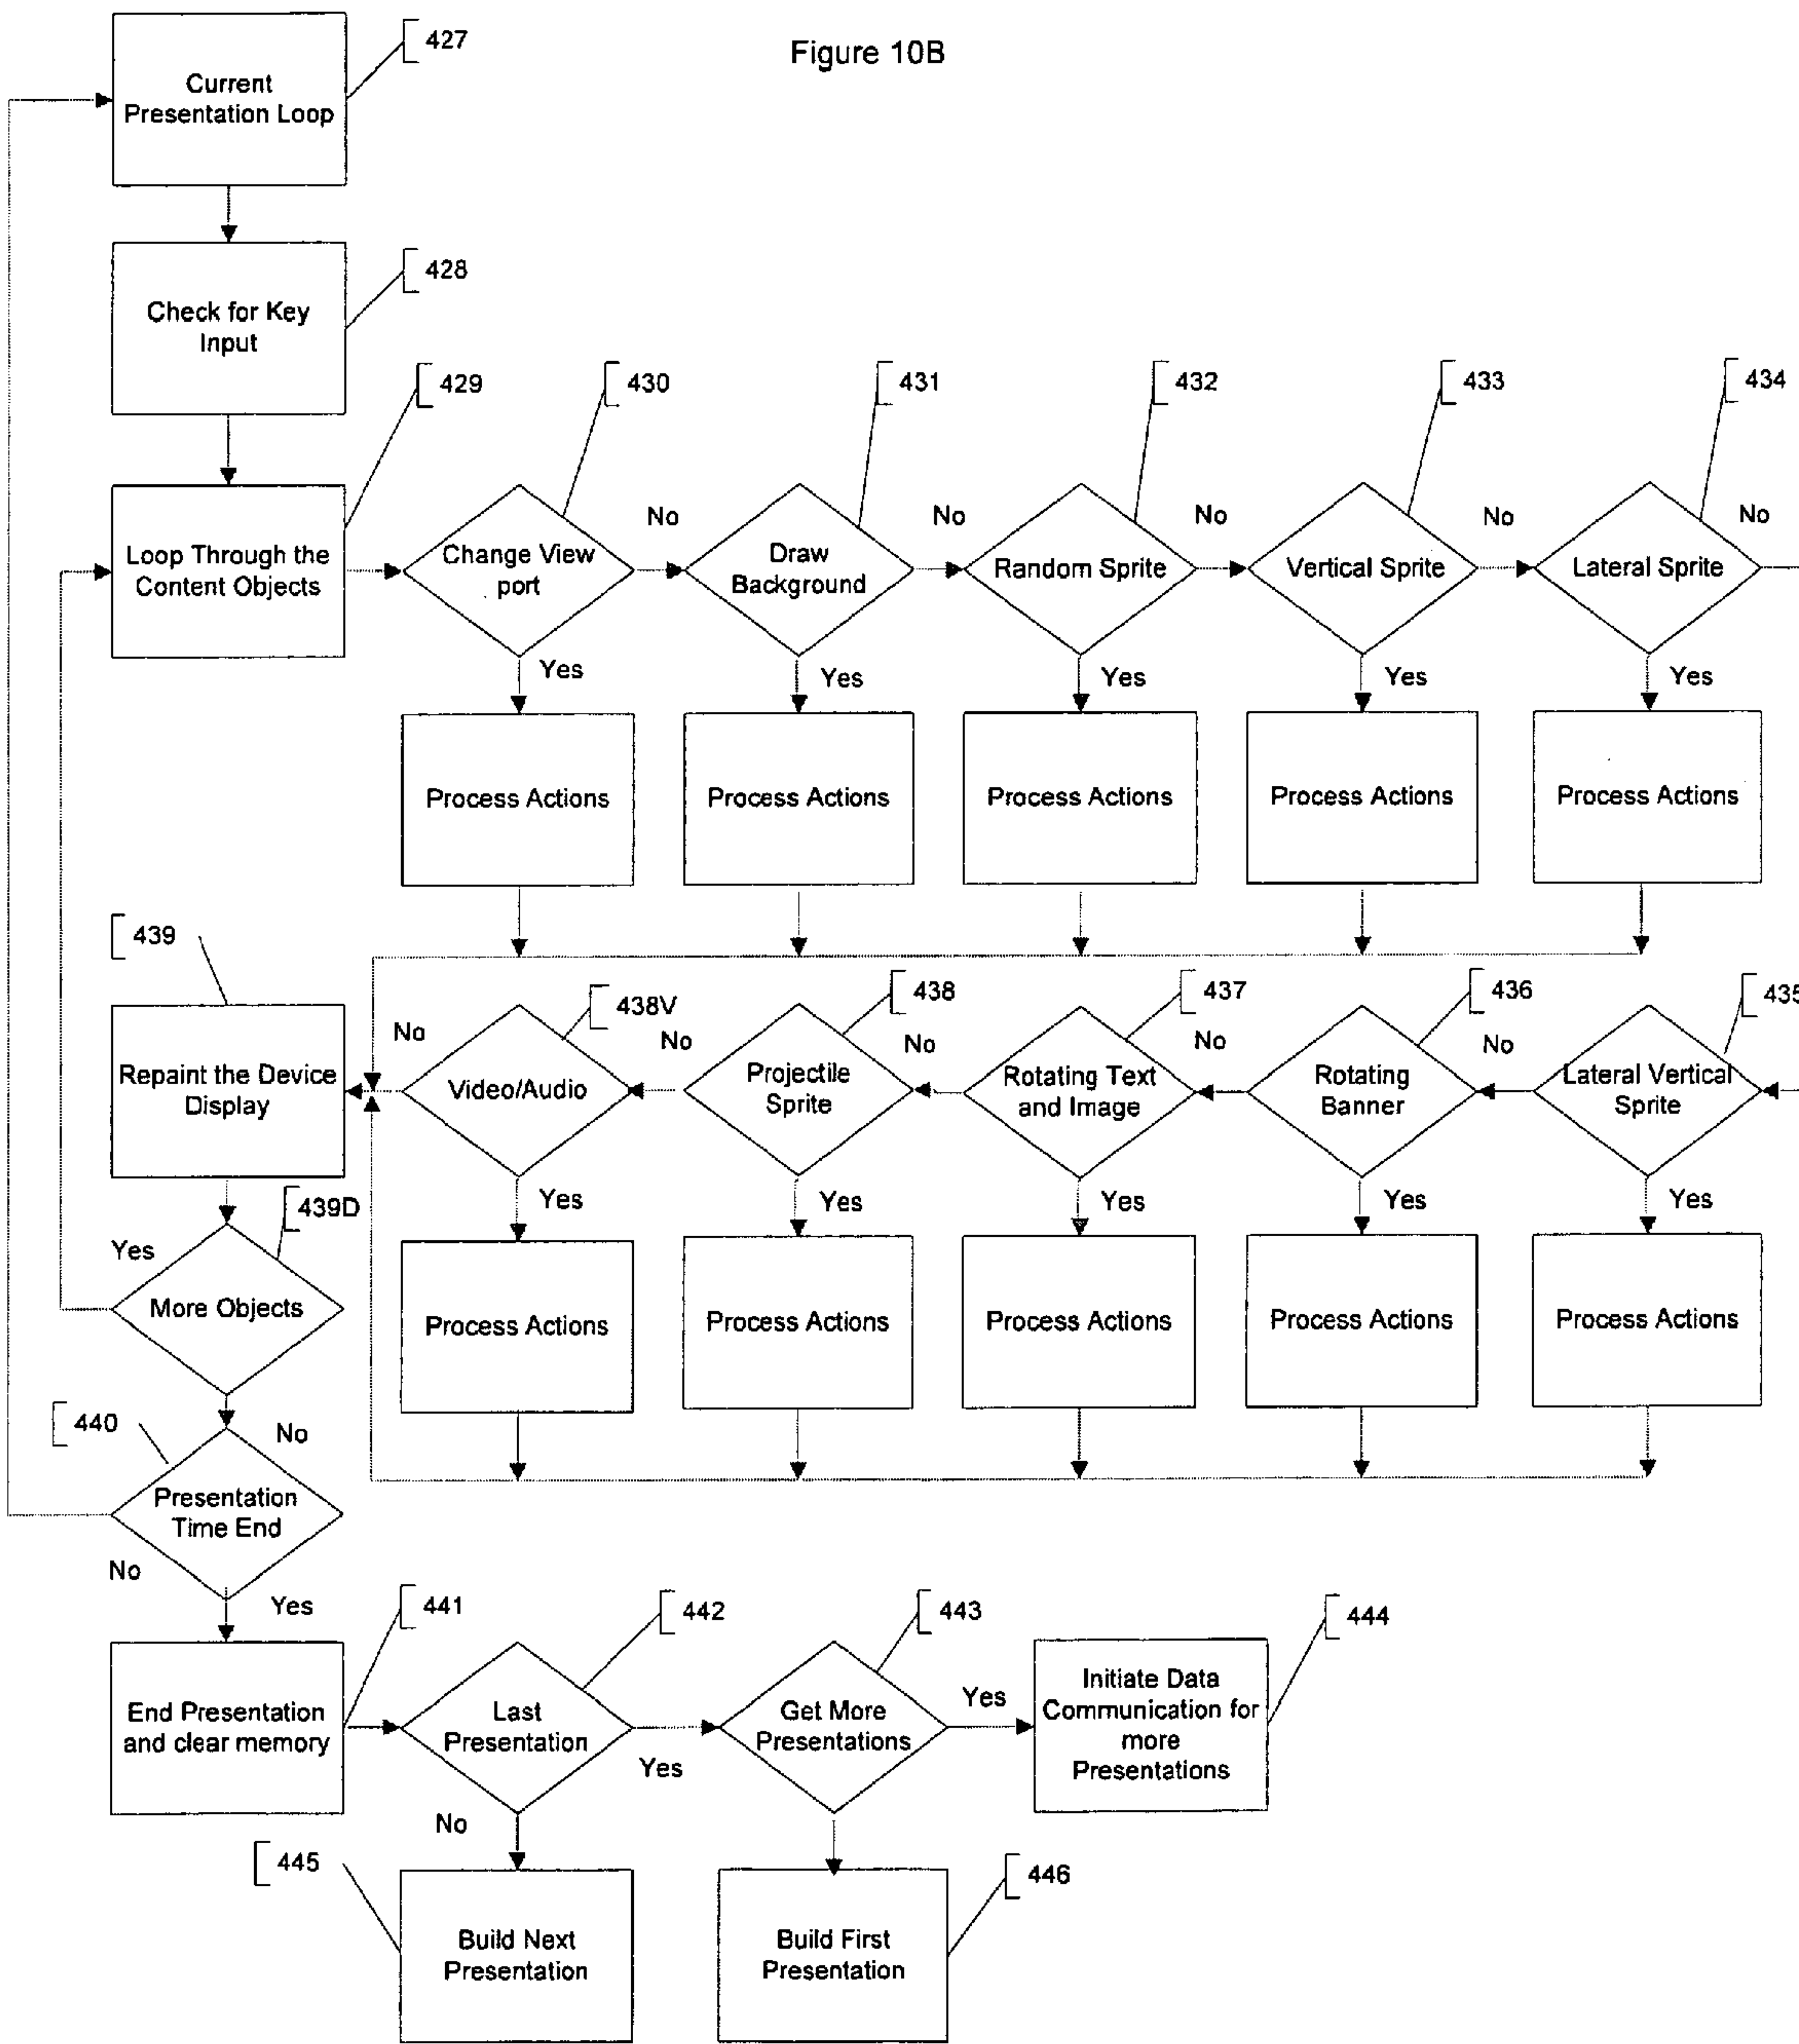 Figure 10B
427
Current
Presentation Loop
428
Check for Key
Input
429
430
431
432
433
434
Loop Through the
Content Objects
Change View
port
No
Draw
Background
No
Random Sprite
No
Vertical Sprite
No
Lateral Sprite
No
Yes
Yes
Yes
Yes
Yes
Process Actions
Process Actions
Process Actions
Process Actions
Process Actions
439
438V
438
437
436
435
Repaint the Device
Display
No
Video/Audio
No
Projectile
Sprite
No
Rotating Text
and Image
No
Rotating
Banner
No
Lateral Vertical
Sprite
439D
Yes
Yes
Yes
Yes
Yes
Yes
More Objects
Process Actions
Process Actions
Process Actions
Process Actions
Process Actions
440
No
Presentation
Time End
No
Yes
441
442
443
444
End Presentation
and clear memory
Last
Presentation
Yes
Get More
Presentations
Yes
Initiate Data
Communication for
more
Presentations
No
445
446
Build Next
Presentation
Build First
Presentation